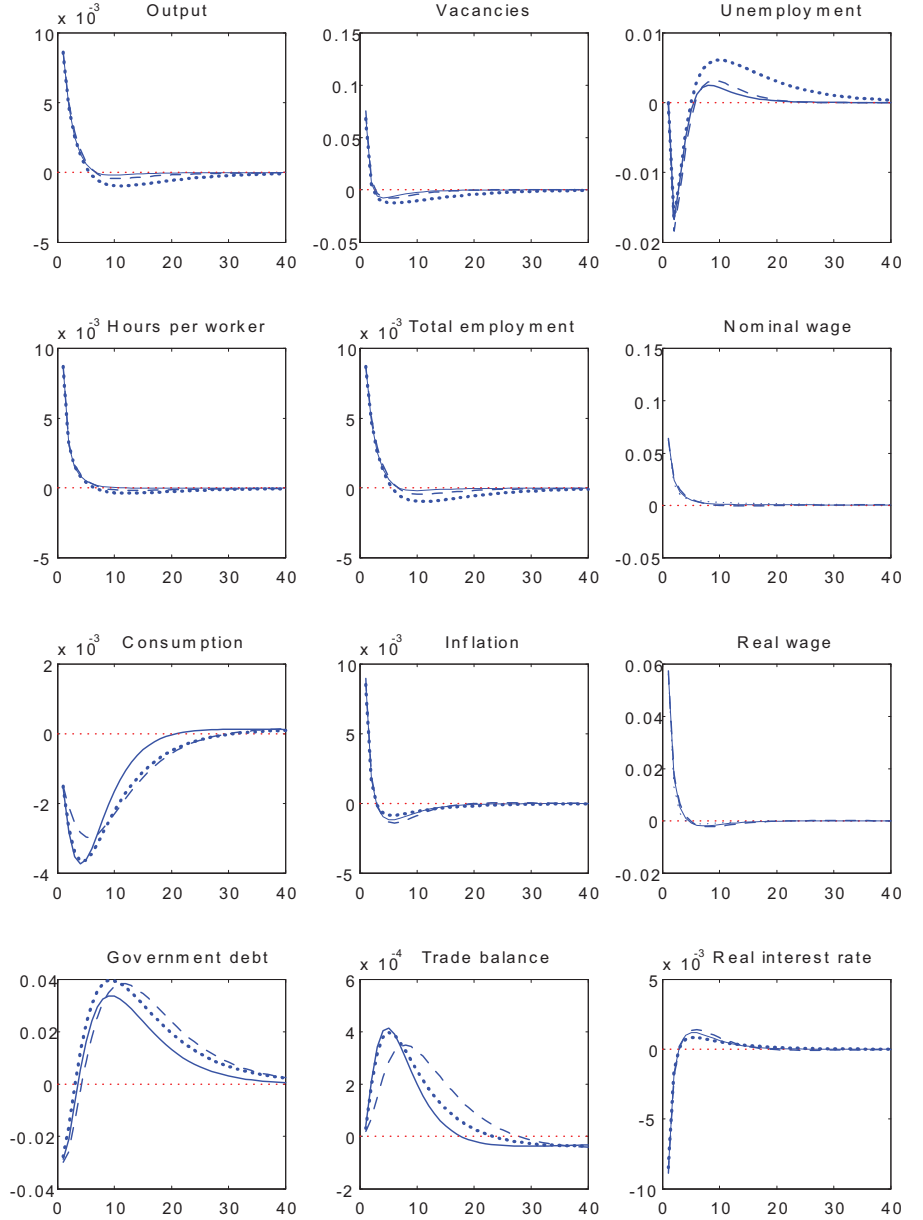 Output
x 10^-3
10
5
0
-5
0 10 20 30 40
Vacancies
0.15
0.1
0.05
0
-0.05
0 10 20 30 40
Unemployment
0.01
0
-0.01
-0.02
0 10 20 30 40
Hours per worker
x 10^-3
10
5
0
-5
0 10 20 30 40
Total employment
x 10^-3
10
5
0
-5
0 10 20 30 40
Nominal wage
0.15
0.1
0.05
0
-0.05
0 10 20 30 40
Consumption
x 10^-3
2
0
-2
-4
0 10 20 30 40
Inflation
x 10^-3
10
5
0
-5
0 10 20 30 40
Real wage
0.06
0.04
0.02
0
-0.02
0 10 20 30 40
Government debt
0.04
0.02
0
-0.02
-0.04
0 10 20 30 40
Trade balance
x 10^-4
6
4
2
0
-2
0 10 20 30 40
Real interest rate
x 10^-3
5
0
-5
-10
0 10 20 30 40